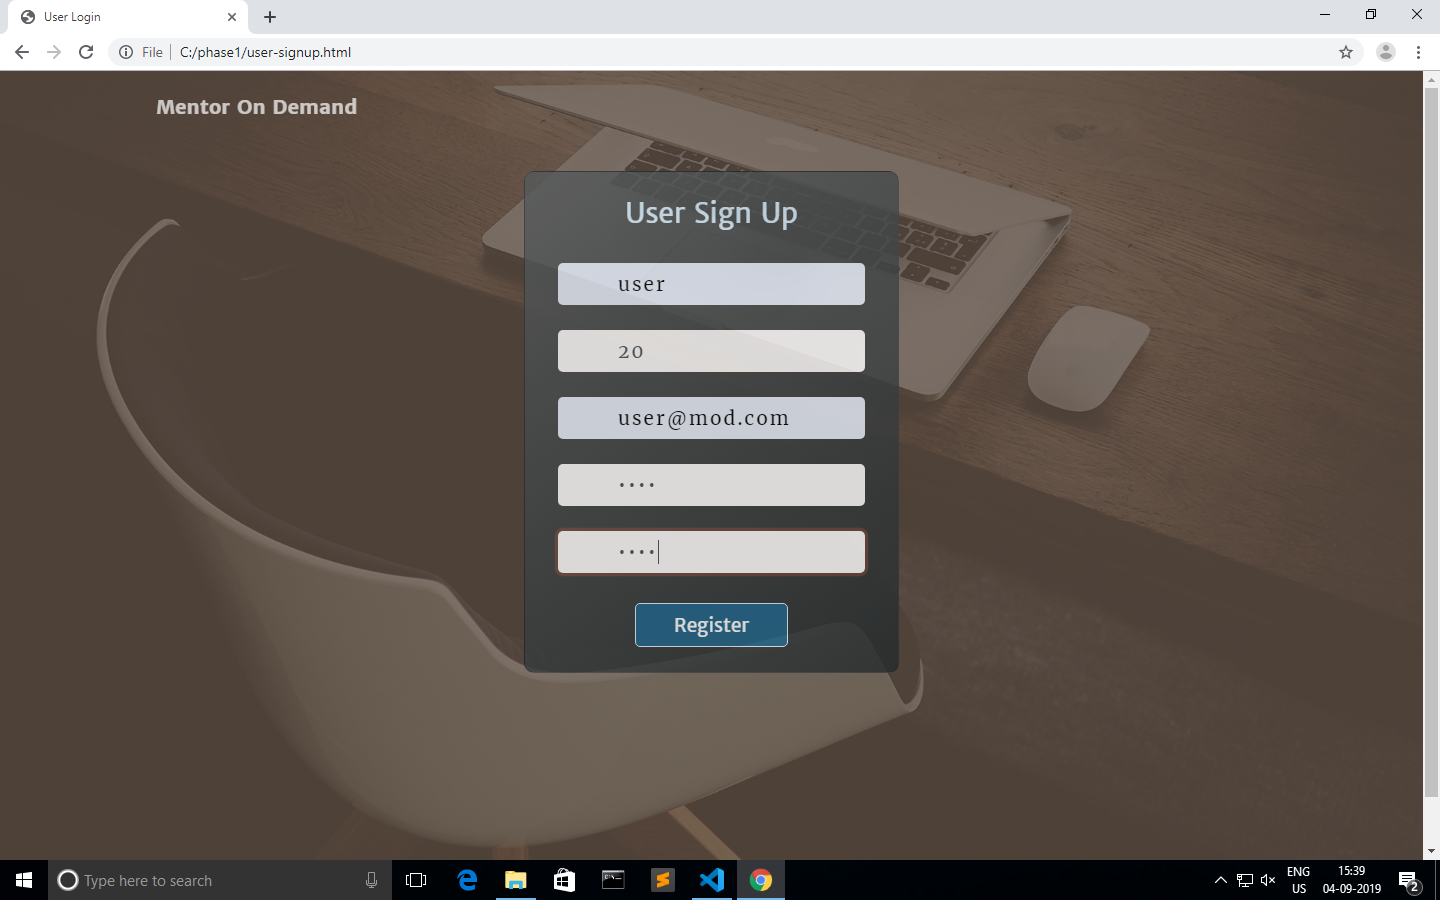 User Login
File
C:/phase1/user-signup.html
Mentor On Demand
User Sign Up
user
20
user@mod.com
••••
••••
Register
Type here to search
ENG
US
15:39
04-09-2019
2